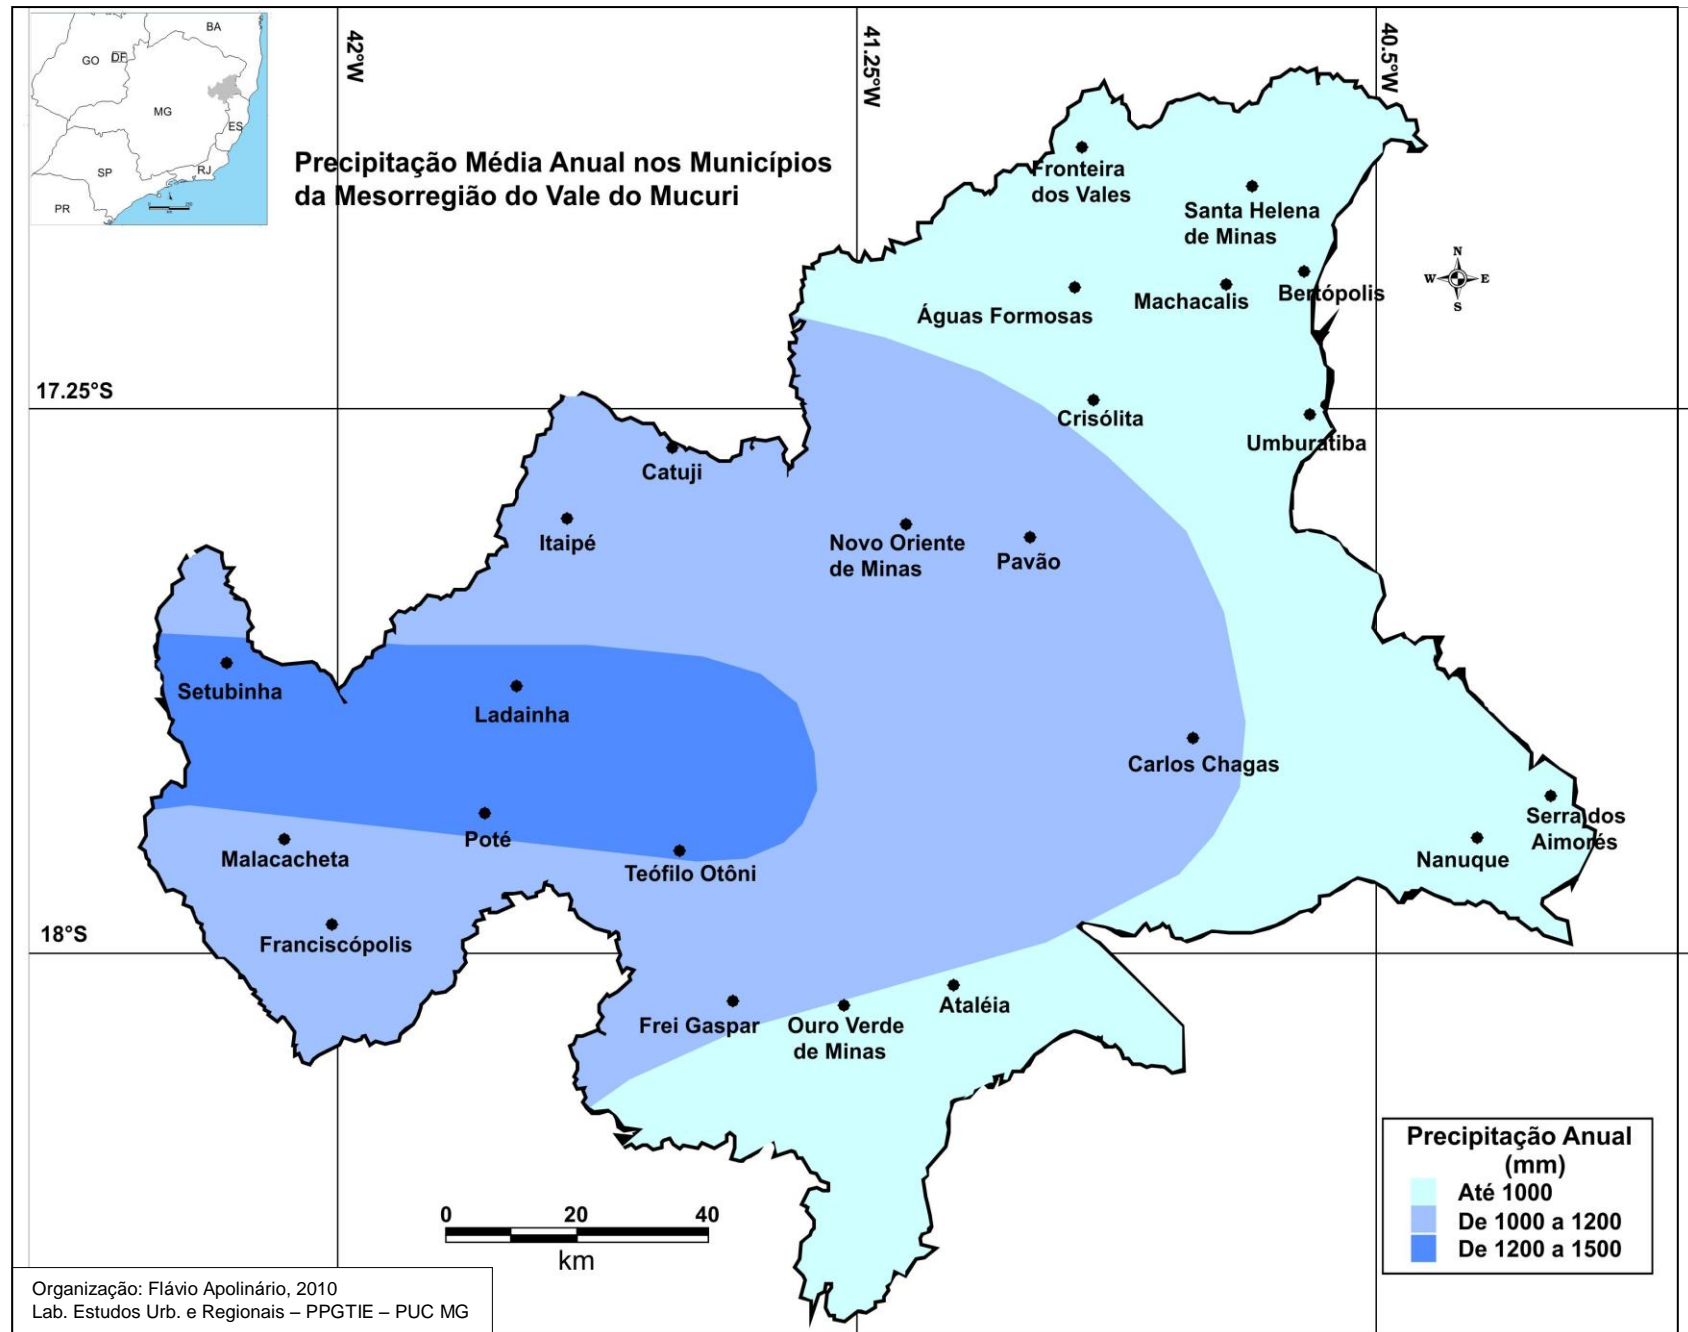 BA
GO
DF
MG
ES
SP
RJ
PR
42°W
41.25°W
40.5°W
Precipitação Média Anual nos Municípios
da Mesorregião do Vale do Mucuri
Fronteira
dos Vales
Santa Helena
de Minas
N
W
E
S
Águas Formosas
Machacalis
Bertópolis
17.25°S
Crisólita
Umburatiba
Catuji
Itaipé
Novo Oriente
de Minas
Pavão
Setubinha
Ladainha
Carlos Chagas
Poté
Malacacheta
Teófilo Otôni
Serra dos
Aimorés
Nanuque
18°S
Franciscópolis
Frei Gaspar
Ouro Verde
de Minas
Ataléia
Precipitação Anual
(mm)
Até 1000
De 1000 a 1200
De 1200 a 1500
0 20 40
km
Organização: Flávio Apolinário, 2010
Lab. Estudos Urb. e Regionais – PPGTIE – PUC MG